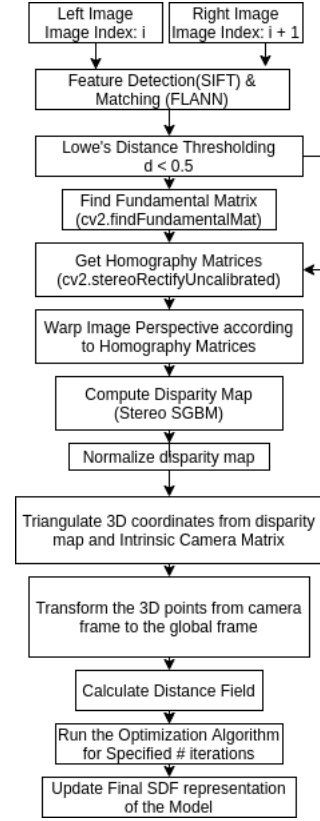 Left Image
Image Index: i
Right Image
Image Index: i + 1
Feature Detection(SIFT) &
Matching (FLANN)
Lowe's Distance Thresholding
d < 0.5
Find Fundamental Matrix
(cv2.findFundamentalMat)
Get Homography Matrices
(cv2.stereoRectifyUncalibrated)
Warp Image Perspective according
to Homography Matrices
Compute Disparity Map
(Stereo SGBM)
Normalize disparity map
Triangulate 3D coordinates from disparity
map and Intrinsic Camera Matrix
Transform the 3D points from camera
frame to the global frame
Calculate Distance Field
Run the Optimization Algorithm
for Specified # iterations
Update Final SDF representation
of the Model